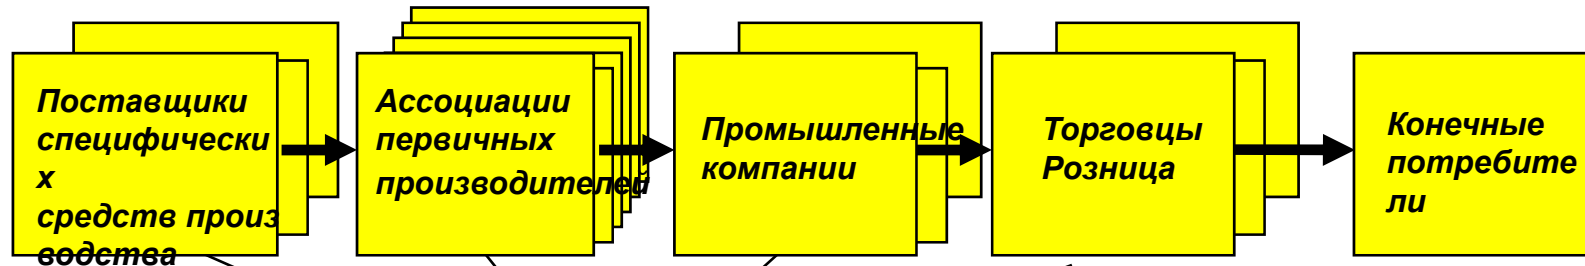 Поставщики
специфически
х
средств произ
водства
Ассоциации
первичных
производителей
Промышленные
компании
Торговцы
Розница
Конечные
потребите
ли